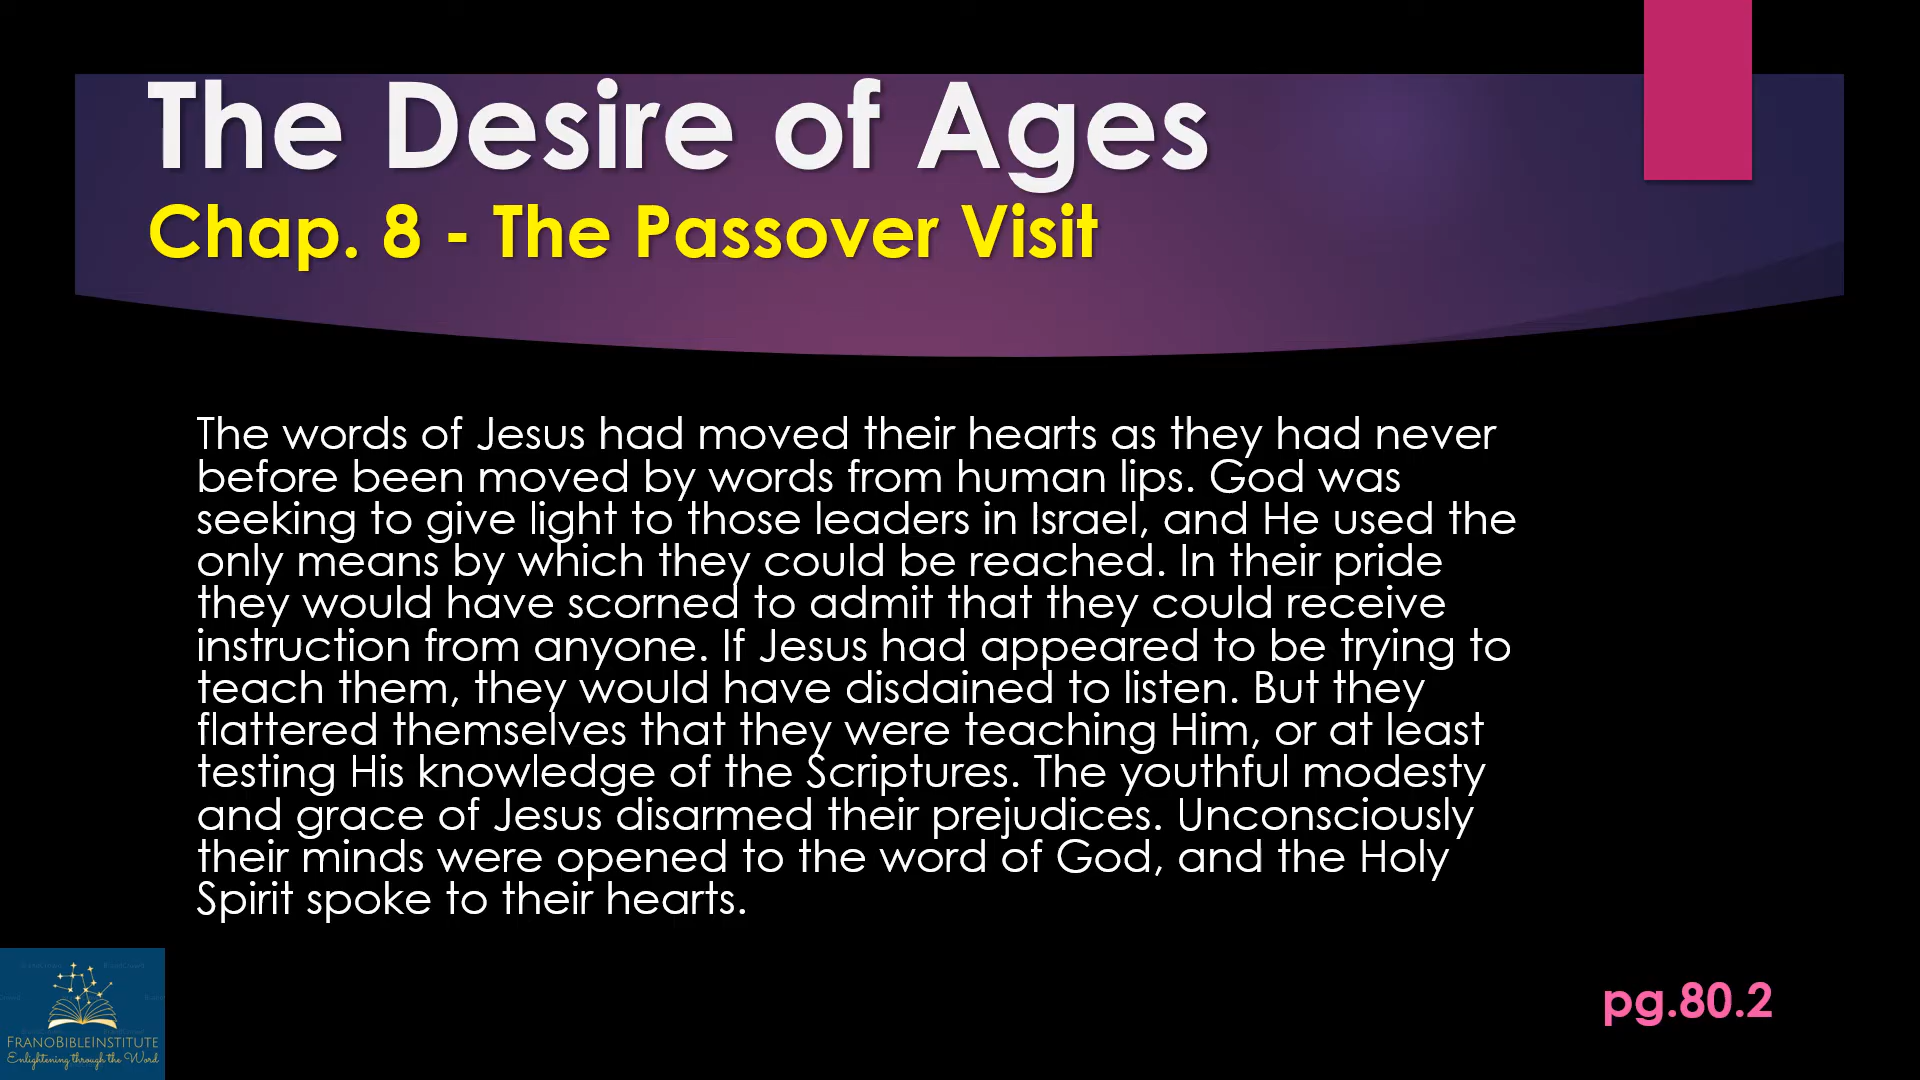 The Desire of Ages
Chap. 8 - The Passover Visit
The words of Jesus had moved their hearts as they had never
before been moved by words from human lips. God was
seeking to give light to those leaders in Israel, and He used the
only means by which they could be reached. In their pride
they would have scorned to admit that they could receive
instruction from anyone. If Jesus had appeared to be trying to
teach them, they would have disdained to listen. But they
flattered themselves that they were teaching Him, or at least
testing His knowledge of the Scriptures. The youthful modesty
and grace of Jesus disarmed their prejudices. Unconsciously
their minds were opened to the word of God, and the Holy
Spirit spoke to their hearts.
FranoBibleInstitute
Enlightening through the Word
pg.80.2